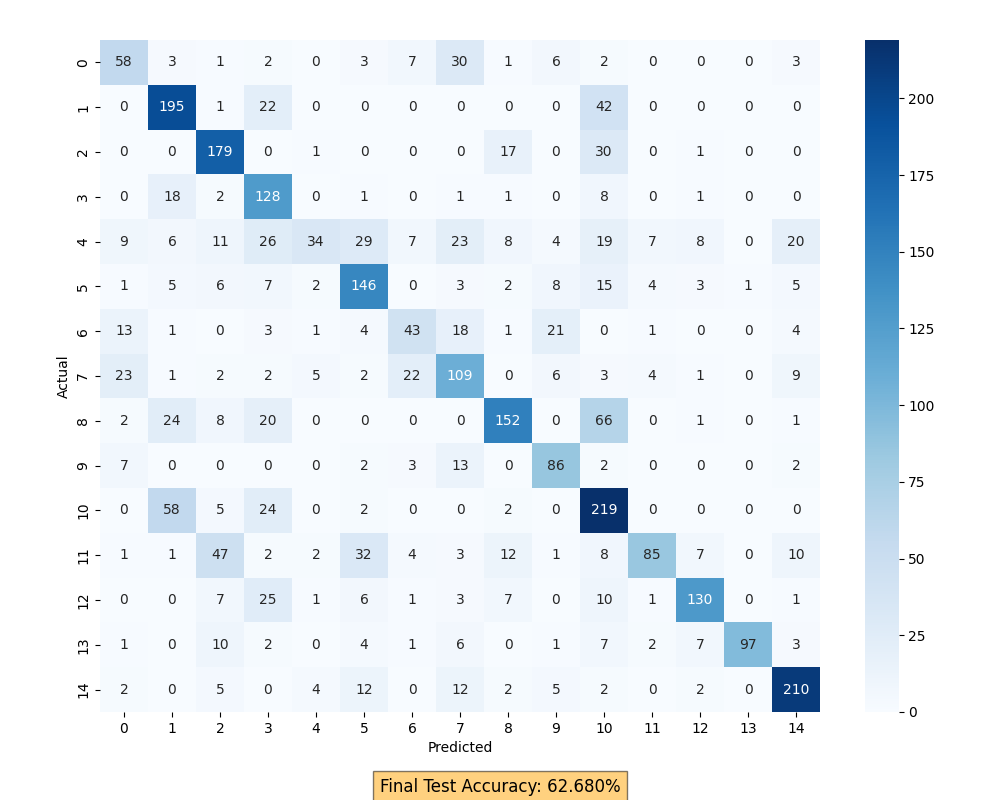 0 58 3 1 2 0 3 7 30 1 6 2 0 0 0 3
1 0 195 1 22 0 0 0 0 0 0 42 0 0 0 0
2 0 0 179 0 1 0 0 0 17 0 30 0 1 0 0
3 0 18 2 128 0 1 0 1 1 0 8 0 1 0 0
4 9 6 11 26 34 29 7 23 8 4 19 7 8 0 20
5 1 5 6 7 2 146 0 3 2 8 15 4 3 1 5
6 13 1 0 3 1 4 43 18 1 21 0 1 0 0 4
7 23 1 2 2 5 2 22 109 0 6 3 4 1 0 9
8 2 24 8 20 0 0 0 0 152 0 66 0 1 0 1
9 7 0 0 0 0 2 3 13 0 86 2 0 0 0 2
10 0 58 5 24 0 2 0 0 2 0 219 0 0 0 0
11 1 1 47 2 2 32 4 3 12 1 8 85 7 0 10
12 0 0 7 25 1 6 1 3 7 0 10 1 130 0 1
13 1 0 10 2 0 4 1 6 0 1 7 2 7 97 3
14 2 0 5 0 4 12 0 12 2 5 2 0 2 0 210
0 1 2 3 4 5 6 7 8 9 10 11 12 13 14
Actual
Predicted
200
175
150
125
100
75
50
25
0
Final Test Accuracy: 62.680%